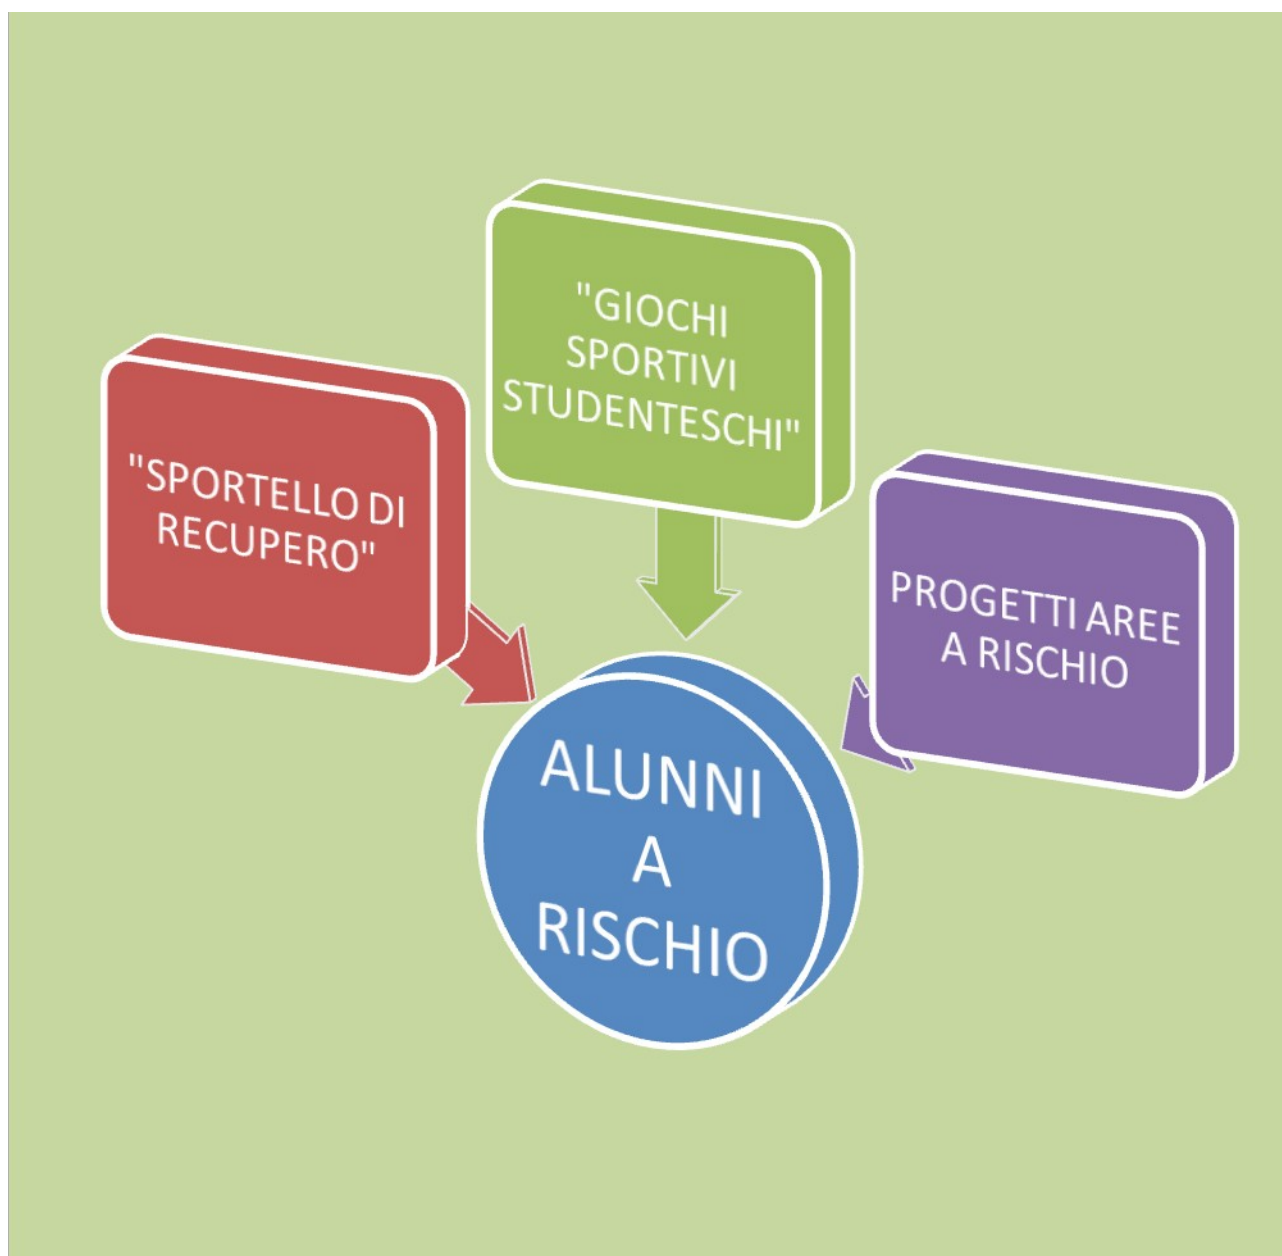 "SPORTELLO DI
RECUPERO"
"GIOCHI
SPORTIVI
STUDENTESCHI"
PROGETTI AREE
A RISCHIO
ALUNNI
A
RISCHIO